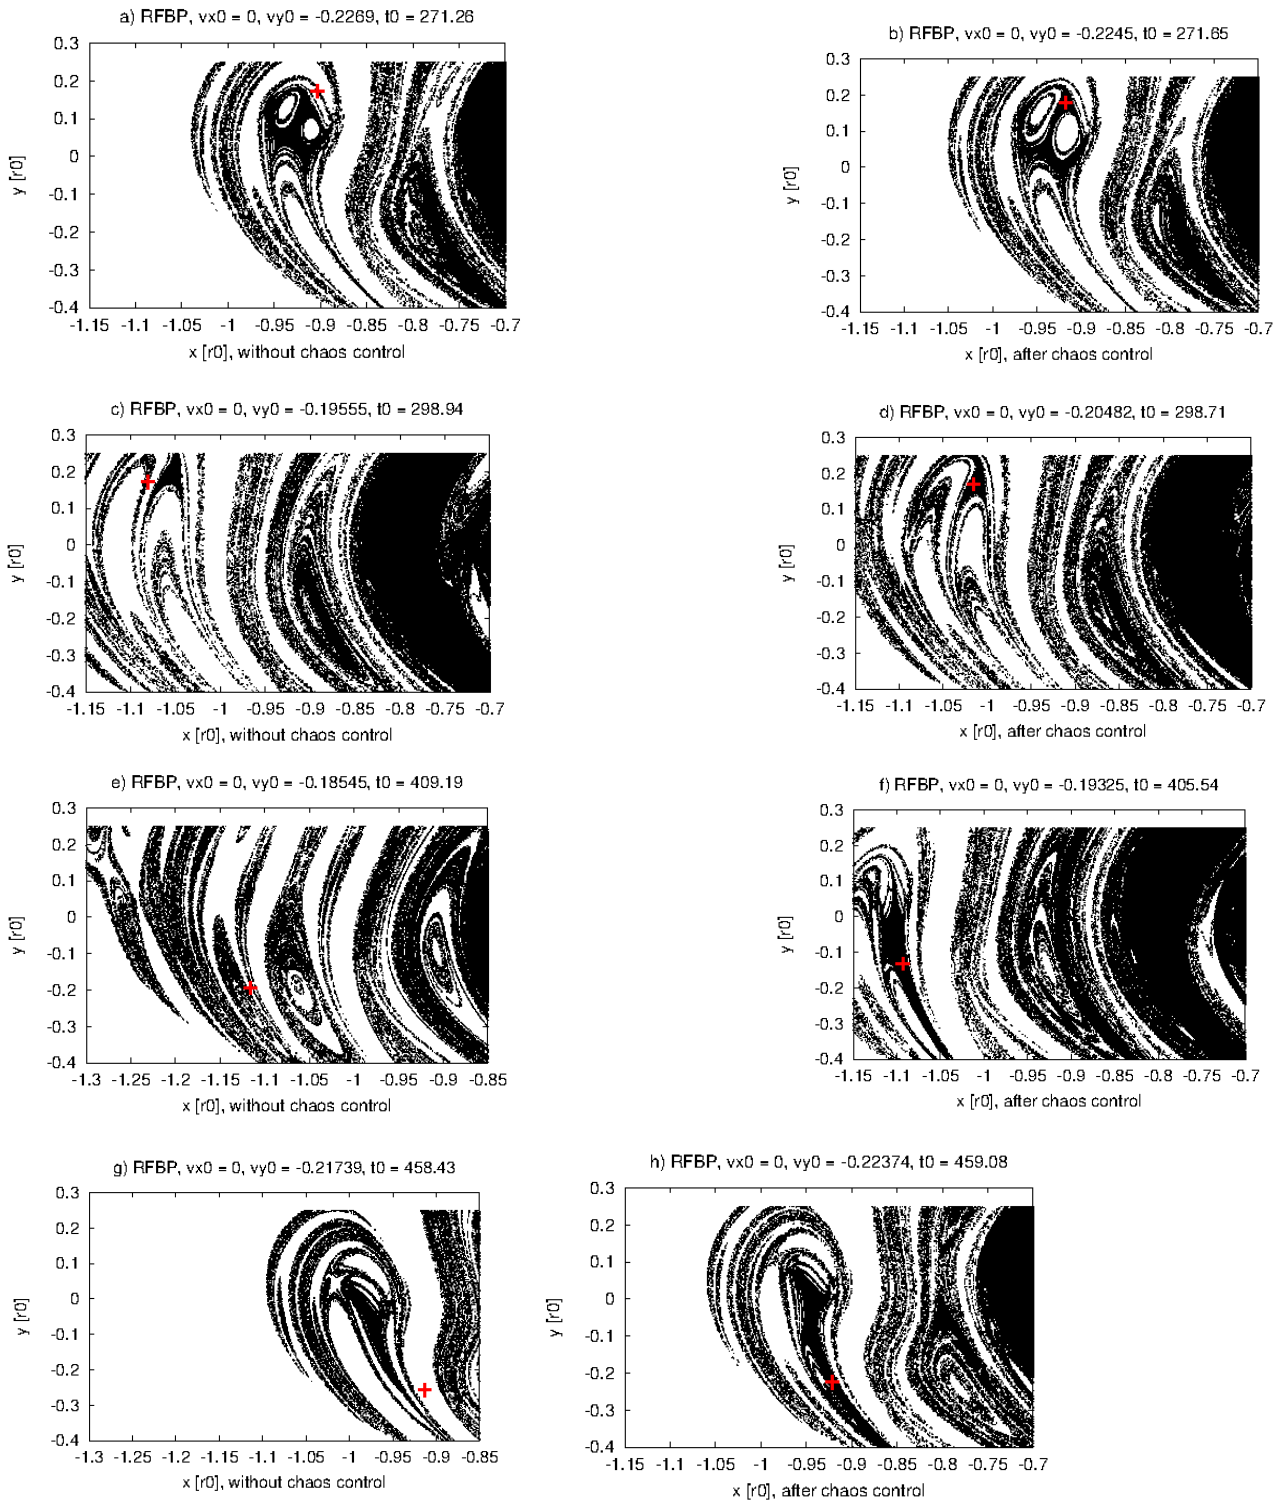 a) RFBP, vx0 = 0, vy0 = -0.2269, t0 = 271.26
0.3
0.2
0.1
0
-0.1
-0.2
-0.3
-0.4
y [r0]
-1.15 -1.1 -1.05 -1 -0.95 -0.9 -0.85 -0.8 -0.75 -0.7
x [r0], without chaos control
b) RFBP, vx0 = 0, vy0 = -0.2245, t0 = 271.65
0.3
0.2
0.1
0
-0.1
-0.2
-0.3
-0.4
y [r0]
-1.15 -1.1 -1.05 -1 -0.95 -0.9 -0.85 -0.8 -0.75 -0.7
x [r0], after chaos control
c) RFBP, vx0 = 0, vy0 = -0.19555, t0 = 298.94
0.3
0.2
0.1
0
-0.1
-0.2
-0.3
-0.4
y [r0]
-1.15 -1.1 -1.05 -1 -0.95 -0.9 -0.85 -0.8 -0.75 -0.7
x [r0], without chaos control
d) RFBP, vx0 = 0, vy0 = -0.20482, t0 = 298.71
0.3
0.2
0.1
0
-0.1
-0.2
-0.3
-0.4
y [r0]
-1.15 -1.1 -1.05 -1 -0.95 -0.9 -0.85 -0.8 -0.75 -0.7
x [r0], after chaos control
e) RFBP, vx0 = 0, vy0 = -0.18545, t0 = 409.19
0.3
0.2
0.1
0
-0.1
-0.2
-0.3
-0.4
y [r0]
-1.3 -1.25 -1.2 -1.15 -1.1 -1.05 -1 -0.95 -0.9 -0.85
x [r0], without chaos control
f) RFBP, vx0 = 0, vy0 = -0.19325, t0 = 405.54
0.3
0.2
0.1
0
-0.1
-0.2
-0.3
-0.4
y [r0]
-1.15 -1.1 -1.05 -1 -0.95 -0.9 -0.85 -0.8 -0.75 -0.7
x [r0], after chaos control
g) RFBP, vx0 = 0, vy0 = -0.21739, t0 = 458.43
0.3
0.2
0.1
0
-0.1
-0.2
-0.3
-0.4
y [r0]
-1.3 -1.25 -1.2 -1.15 -1.1 -1.05 -1 -0.95 -0.9 -0.85
x [r0], without chaos control
h) RFBP, vx0 = 0, vy0 = -0.22374, t0 = 459.08
0.3
0.2
0.1
0
-0.1
-0.2
-0.3
-0.4
y [r0]
-1.15 -1.1 -1.05 -1 -0.95 -0.9 -0.85 -0.8 -0.75 -0.7
x [r0], after chaos control